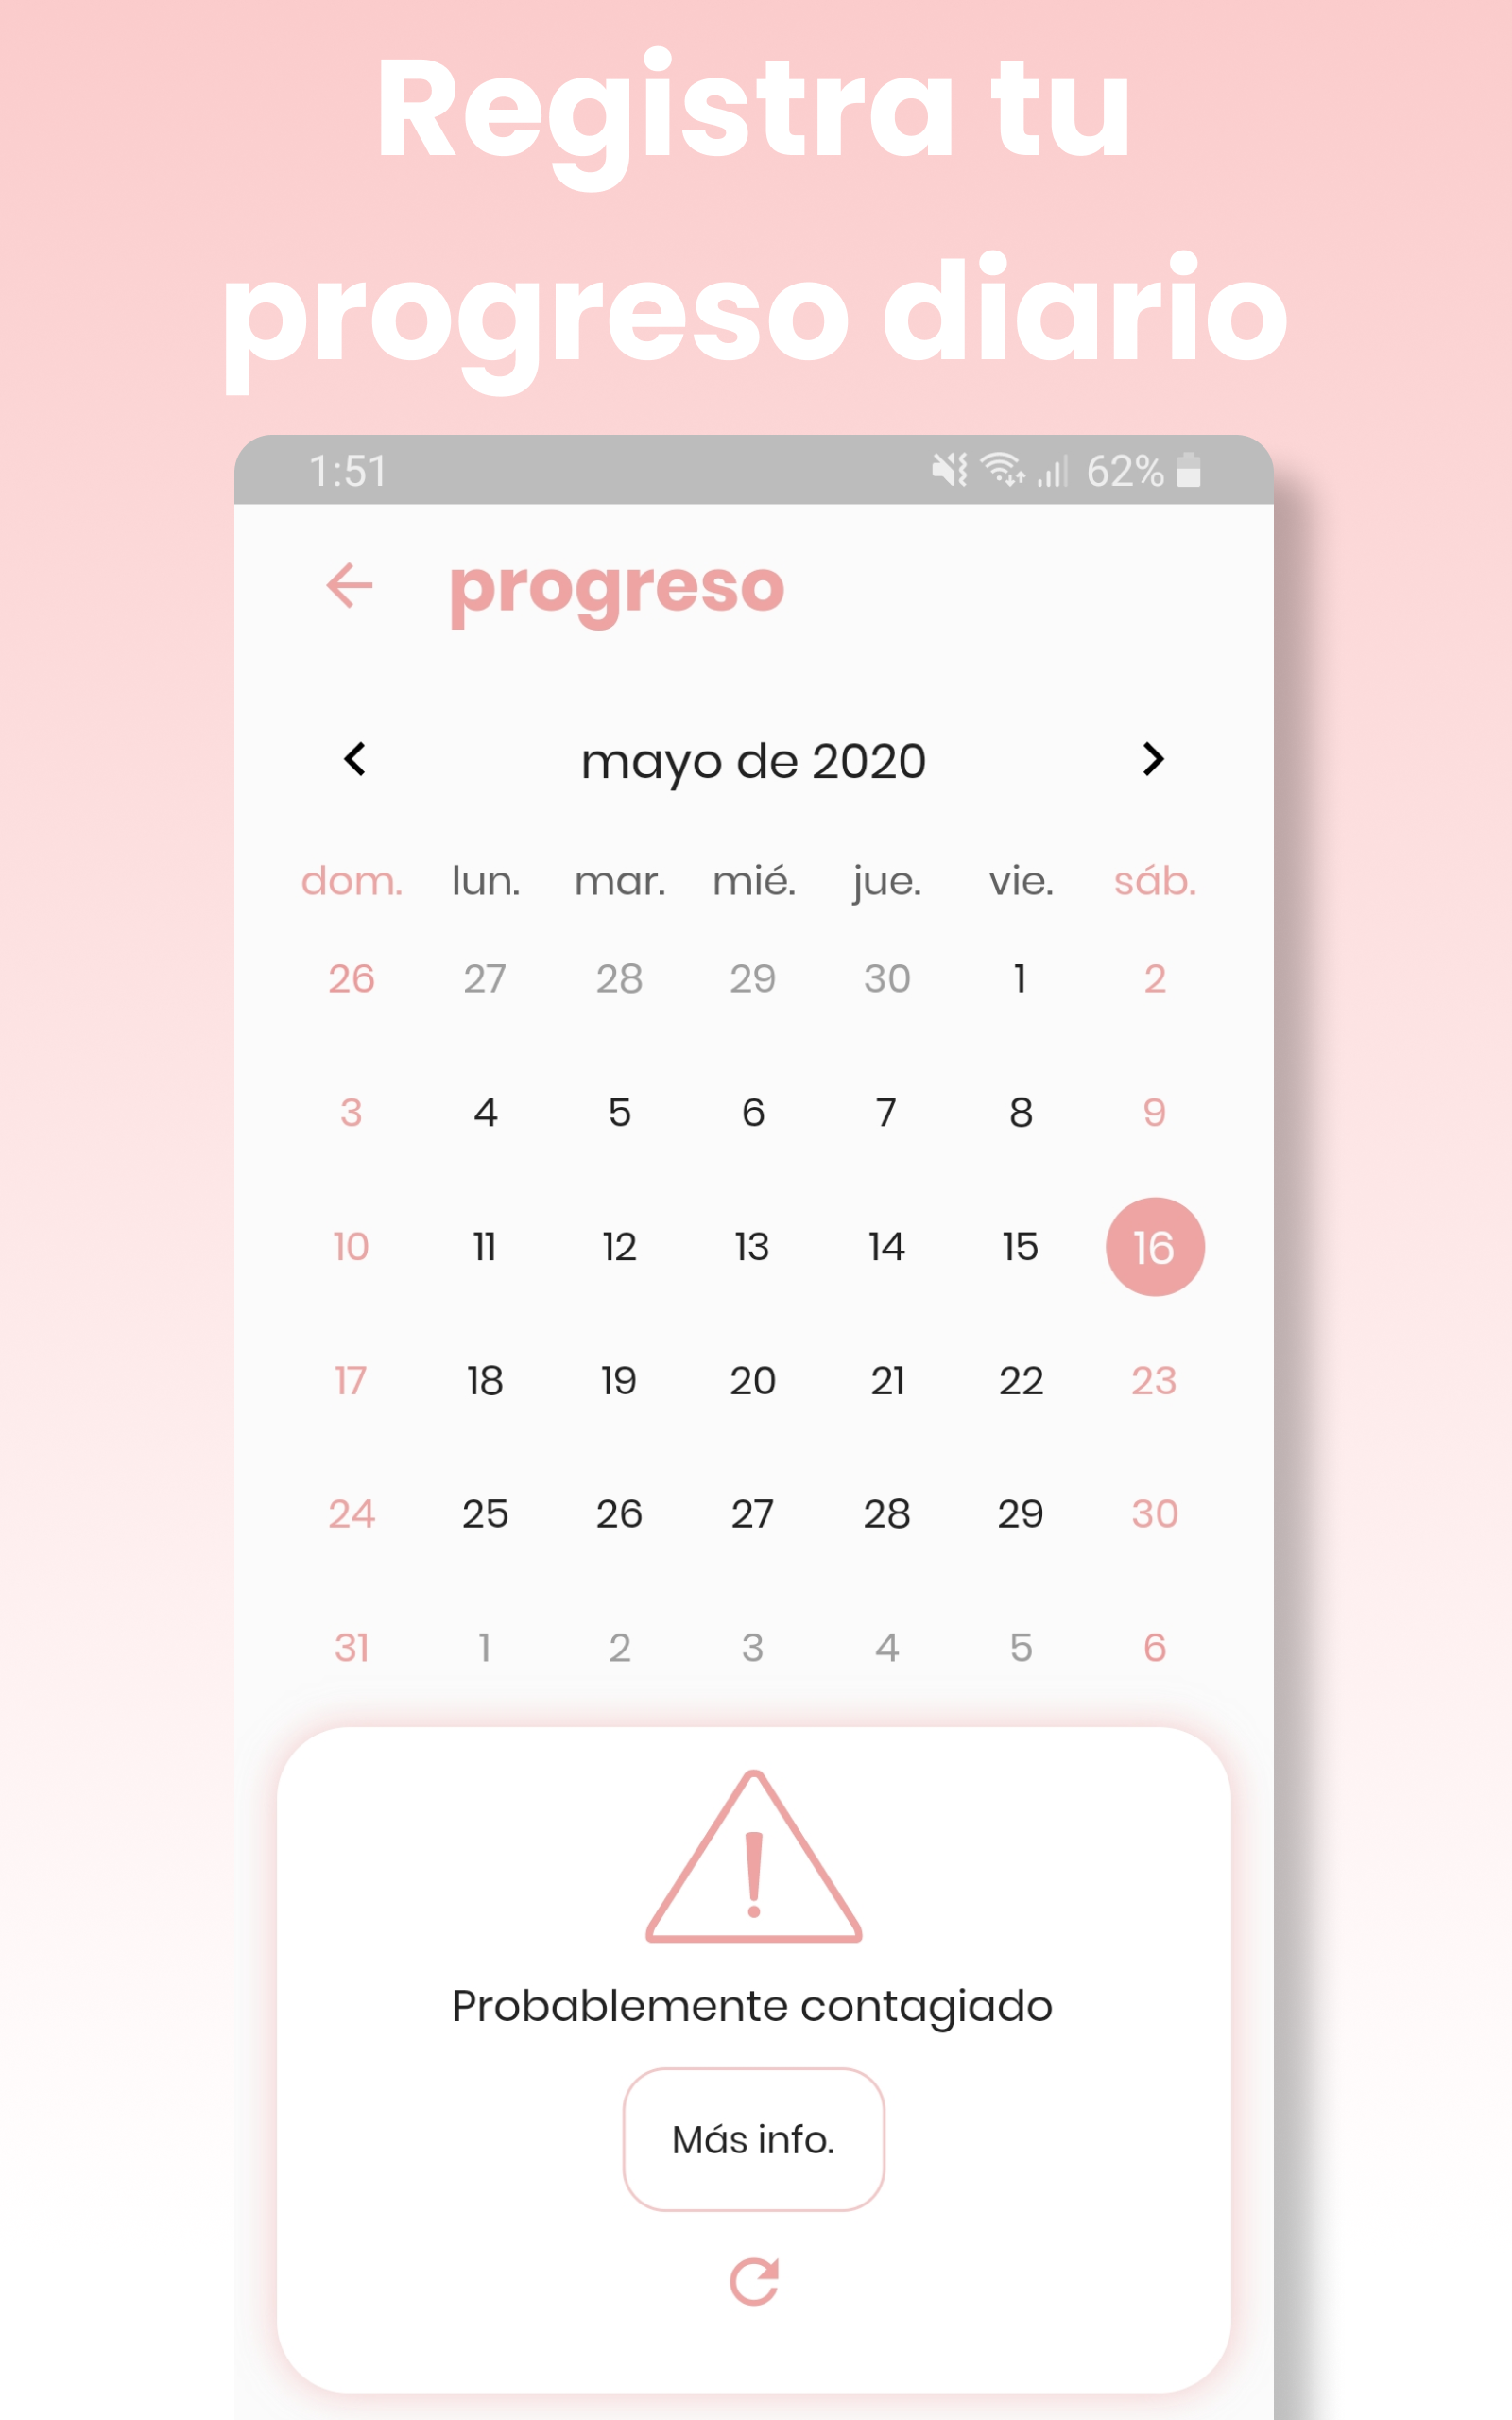 Registra tu
progreso diario
1:51 62%
progreso
mayo de 2020
dom. lun. mar. mié. jue. vie. sáb.
26 27 28 29 30 1 2
3 4 5 6 7 8 9
10 11 12 13 14 15 16
17 18 19 20 21 22 23
24 25 26 27 28 29 30
31 1 2 3 4 5 6
Probablemente contagiado
Más info.